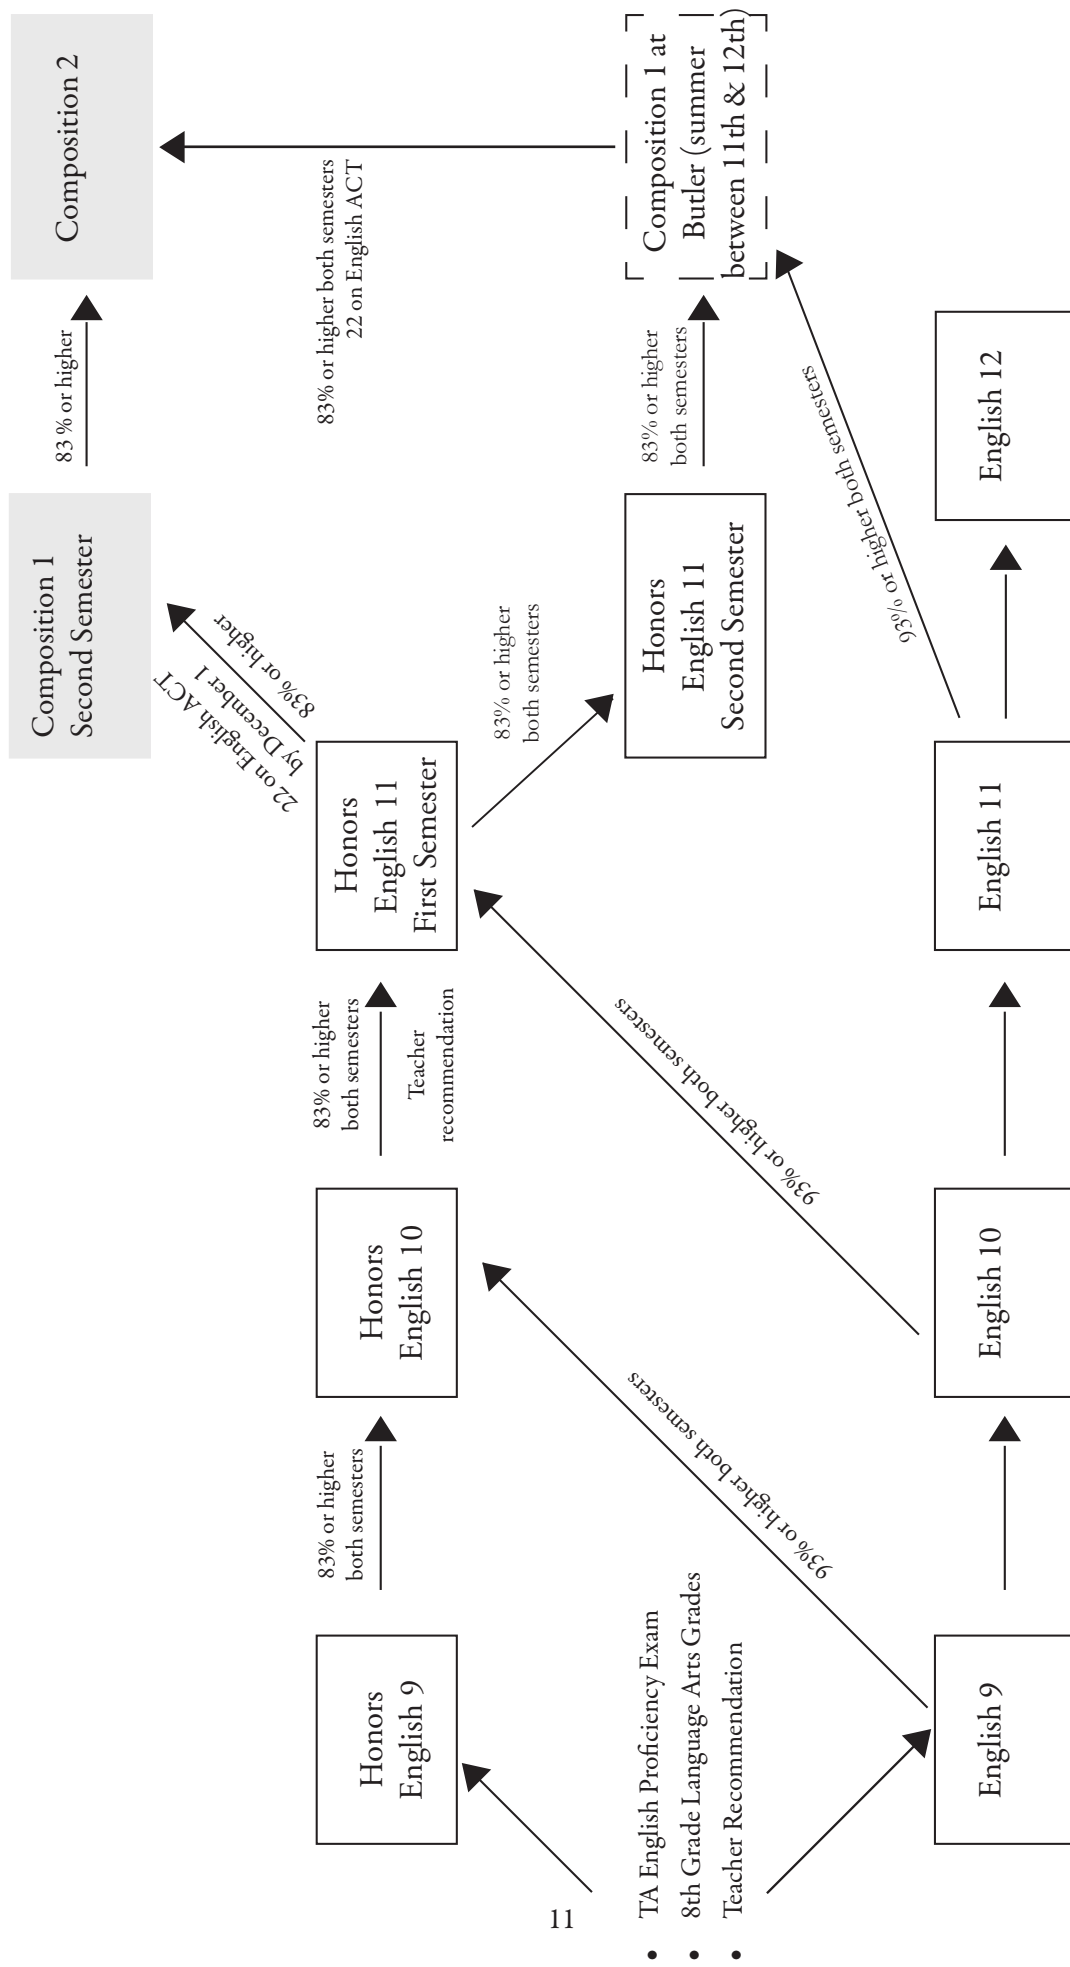 Composition 1
Second Semester
83% or higher
Composition 2
22 on English ACT
by December 1
83% or higher
Honors
English 9
83% or higher
both semesters
Honors
English 10
83% or higher
both semesters
Teacher
recommendation
Honors
English 11
First Semester
83% or higher both semesters
22 on English ACT
83% or higher
both semesters
• TA English Proficiency Exam
• 8th Grade Language Arts Grades
• Teacher Recommendation
93% or higher both semesters
93% or higher both semesters
Honors
English 11
Second Semester
83% or higher
both semesters
Composition 1 at
Butler (summer
between 11th & 12th)
93% or higher both semesters
English 9
English 10
English 11
English 12
11